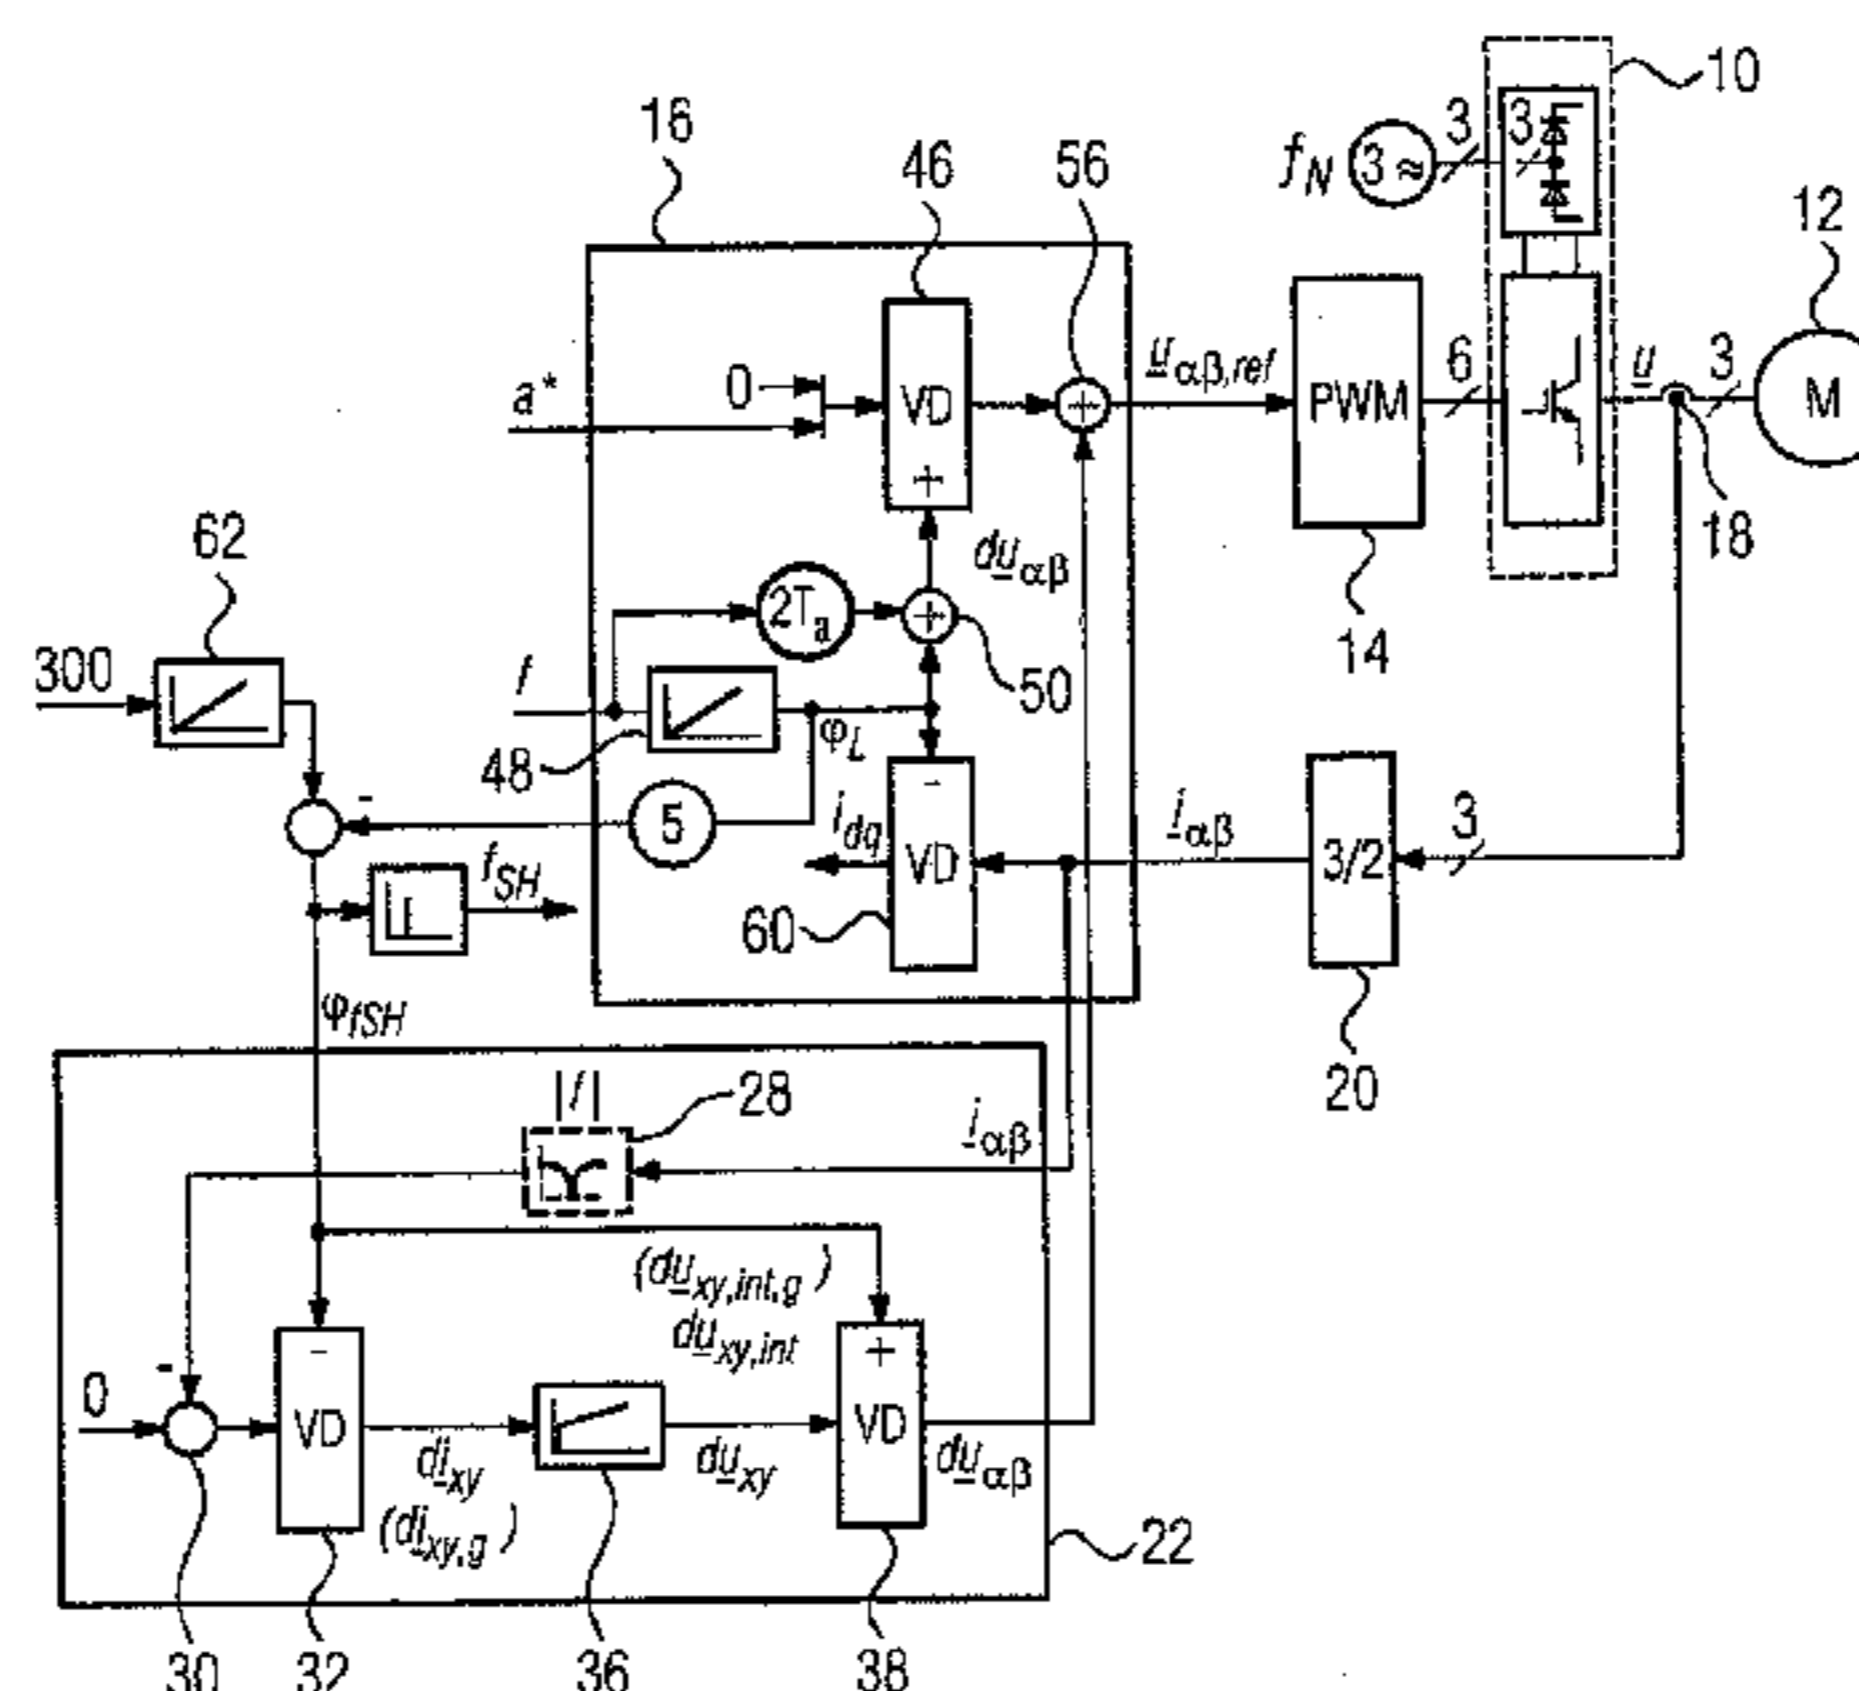 10
16
3
3
46
56
f_N
3≈
12
0
a*
VD
+
+
u_αβ,ref
PWM
6
u
3
M
18
62
du_αβ
2T_a
+
50
14
300
f
φ_L
48
5
-
-
i_dq
VD
i_αβ
3/2
3
f_SH
60
φ_fSH
20
|f|
28
i_αβ
(du_xy,int,g)
du_xy,int
-
-
+
0
VD
VD
di_xy
du_xy
du_αβ
(di_xy,g)
22
30
32
36
38